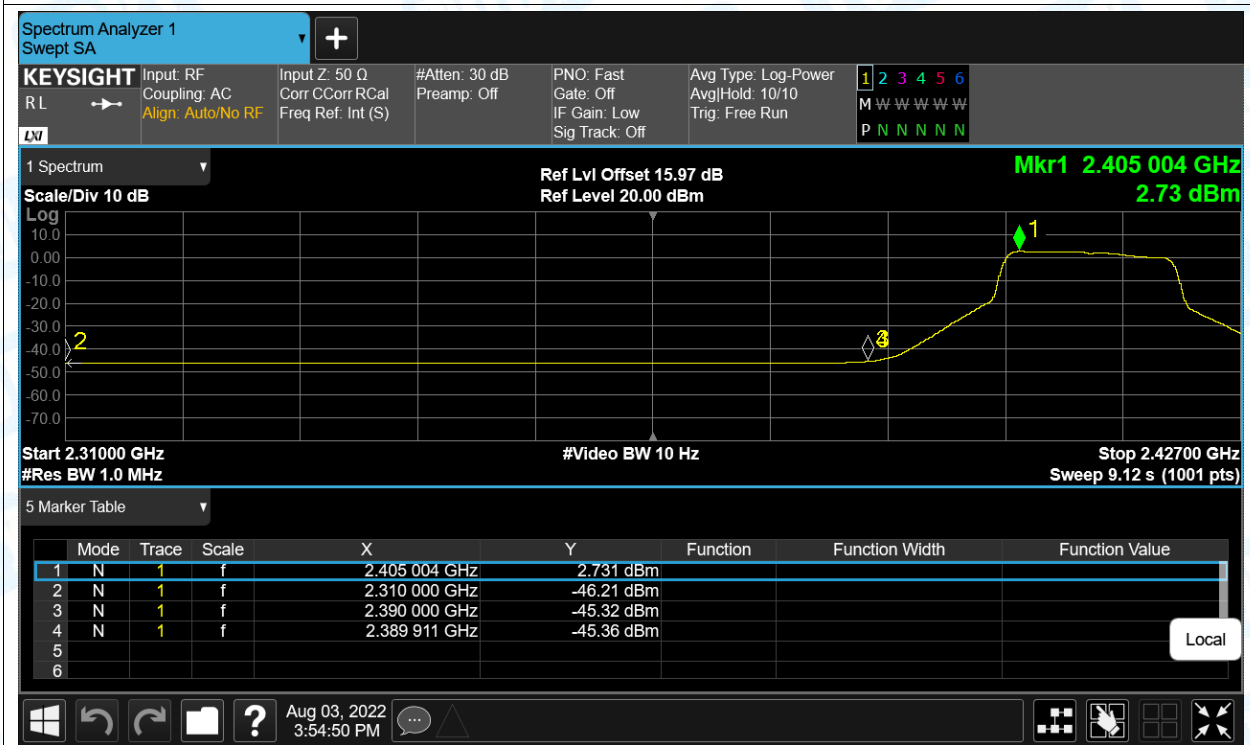 Spectrum Analyzer 1
Swept SA
+
KEYSIGHT
RL
LXI
Input: RF
Coupling: AC
Align: Auto/No RF
Input Z: 50 Ω
Corr CCorr RCal
Freq Ref: Int (S)
#Atten: 30 dB
Preamp: Off
PNO: Fast
Gate: Off
IF Gain: Low
Sig Track: Off
Avg Type: Log-Power
Avg|Hold: 10/10
Trig: Free Run
1 2 3 4 5 6
M W W W W W
P N N N N N
1 Spectrum
Scale/Div 10 dB
Ref Lvl Offset 15.97 dB
Ref Level 20.00 dBm
Mkr1 2.405 004 GHz
2.73 dBm
Log
10.0
0.00
-10.0
-20.0
-30.0
-40.0
-50.0
-60.0
-70.0
1
2
Start 2.31000 GHz
#Video BW 10 Hz
Stop 2.42700 GHz
#Res BW 1.0 MHz
Sweep 9.12 s (1001 pts)
5 Marker Table
Mode Trace Scale X Y Function Function Width Function Value
1 N 1 f 2.405 004 GHz 2.731 dBm
2 N 1 f 2.310 000 GHz -46.21 dBm
3 N 1 f 2.390 000 GHz -45.32 dBm
4 N 1 f 2.389 911 GHz -45.36 dBm
5
6
Local
?
Aug 03, 2022
3:54:50 PM